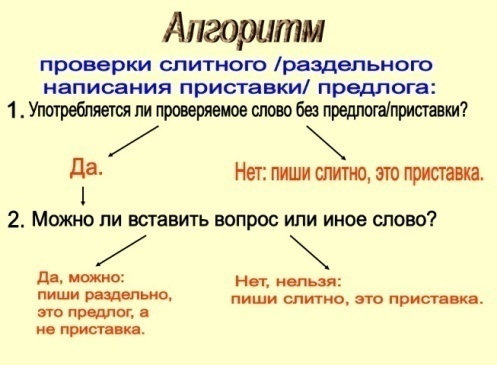 Алгоритм
проверки слитного /раздельного
написания приставки/ предлога:
1. Употребляется ли проверяемое слово без предлога/приставки?
Да.
Нет: пиши слитно, это приставка.
2. Можно ли вставить вопрос или иное слово?
Да, можно:
пиши раздельно,
это предлог, а
не приставка.
Нет, нельзя:
пиши слитно, это приставка.